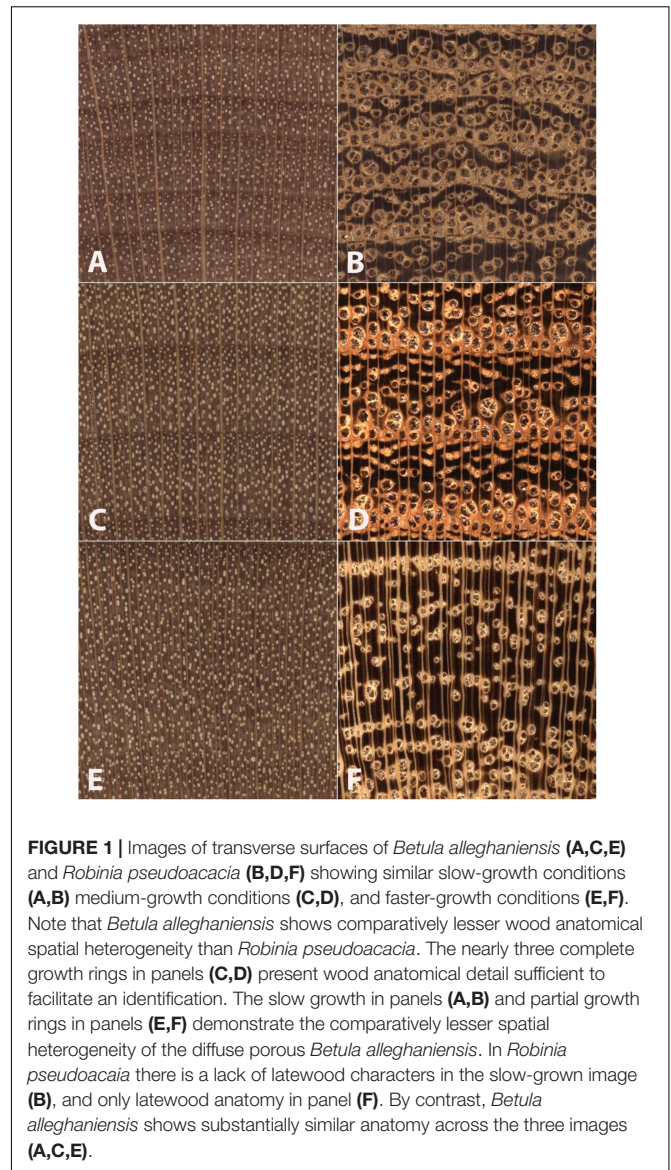 A
B
C
D
E
F
FIGURE 1 | Images of transverse surfaces of Betula alleghaniensis (A,C,E)
and Robinia pseudoacacia (B,D,F) showing similar slow-growth conditions
(A,B) medium-growth conditions (C,D), and faster-growth conditions (E,F).
Note that Betula alleghaniensis shows comparatively lesser wood anatomical
spatial heterogeneity than Robinia pseudoacacia. The nearly three complete
growth rings in panels (C,D) present wood anatomical detail sufficient to
facilitate an identification. The slow growth in panels (A,B) and partial growth
rings in panels (E,F) demonstrate the comparatively lesser spatial
heterogeneity of the diffuse porous Betula alleghaniensis. In Robinia
pseudoacaia there is a lack of latewood characters in the slow-grown image
(B), and only latewood anatomy in panel (F). By contrast, Betula
alleghaniensis shows substantially similar anatomy across the three images
(A,C,E).